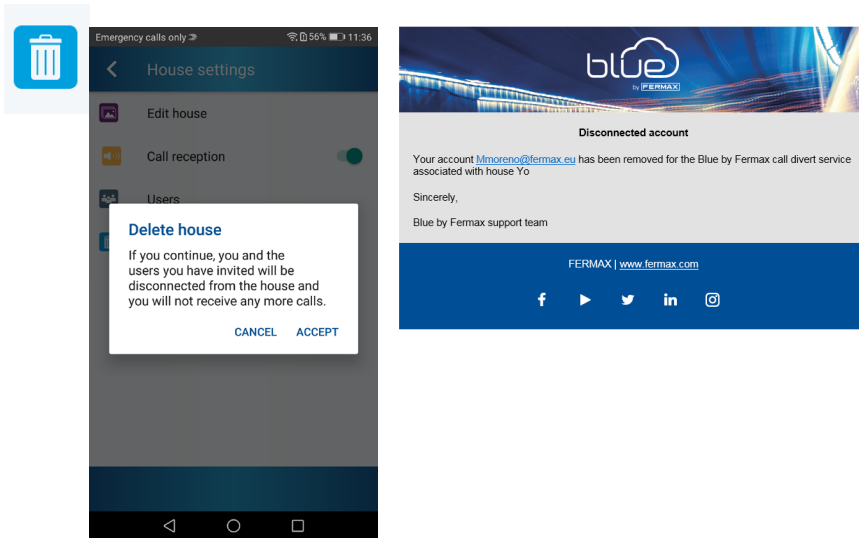 Emergency calls only
56% 11:36
House settings
Edit house
Call reception
Users
Delete house
If you continue, you and the
users you have invited will be
disconnected from the house and
you will not receive any more calls.
CANCEL ACCEPT
blue
by FERMAX
Disconnected account
Your account Mmoreno@fermax.eu has been removed for the Blue by Fermax call divert service
associated with house Yo
Sincerely,
Blue by Fermax support team
FERMAX | www.fermax.com